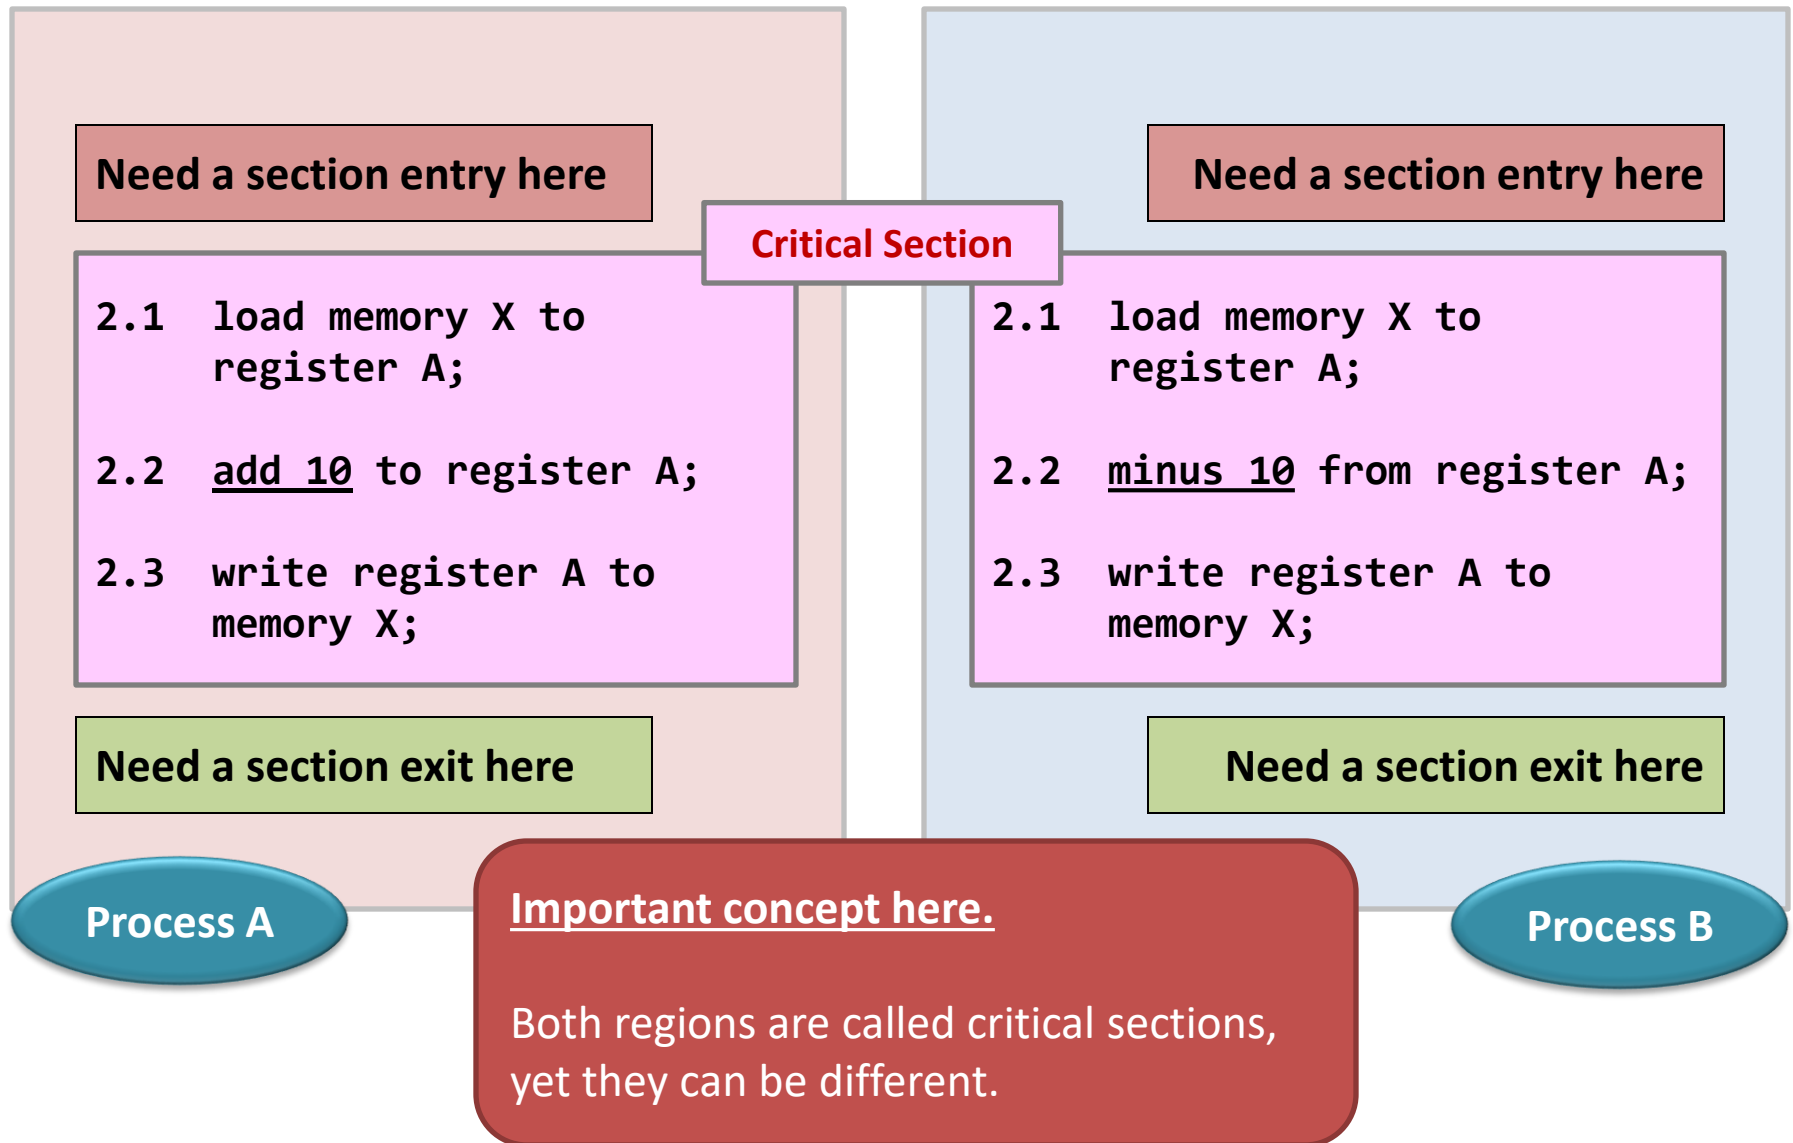 Need a section entry here
Need a section entry here
Critical Section
2.1 load memory X to
register A;
2.2 add 10 to register A;
2.3 write register A to
memory X;
2.1 load memory X to
register A;
2.2 minus 10 from register A;
2.3 write register A to
memory X;
Need a section exit here
Need a section exit here
Process A
Important concept here.
Both regions are called critical sections,
yet they can be different.
Process B